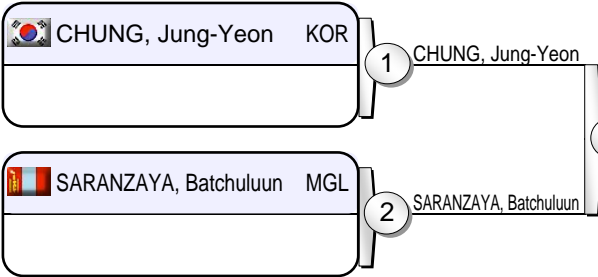 CHUNG, Jung-Yeon KOR
1
CHUNG, Jung-Yeon
SARANZAYA, Batchuluun MGL
2
SARANZAYA, Batchuluun